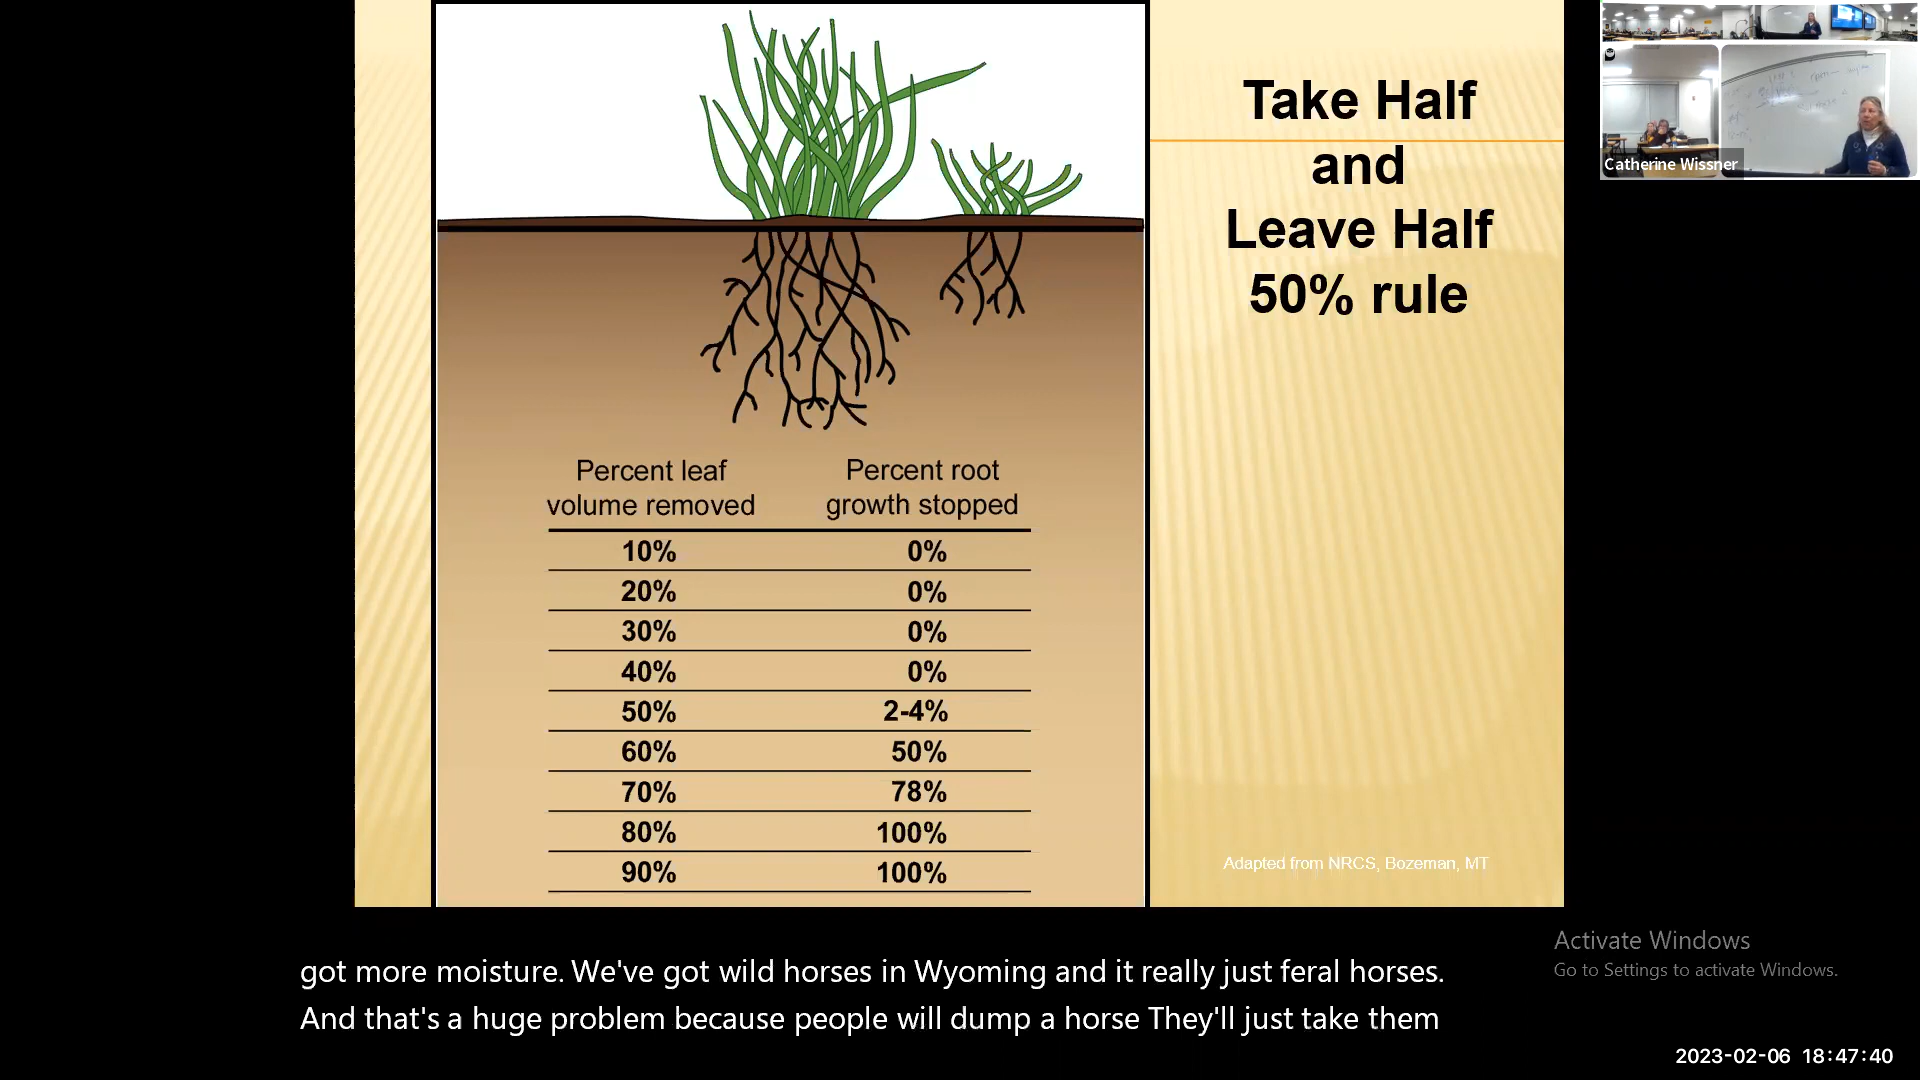 Take Half
and
Leave Half
50% rule
Percent leaf
volume removed
Percent root
growth stopped
10% 0%
20% 0%
30% 0%
40% 0%
50% 2-4%
60% 50%
70% 78%
80% 100%
90% 100%
Adapted from NRCS, Bozeman, MT
Catherine Wissner
got more moisture. We've got wild horses in Wyoming and it really just feral horses.
And that's a huge problem because people will dump a horse They'll just take them
Activate Windows
Go to Settings to activate Windows.
2023-02-06 18:47:40